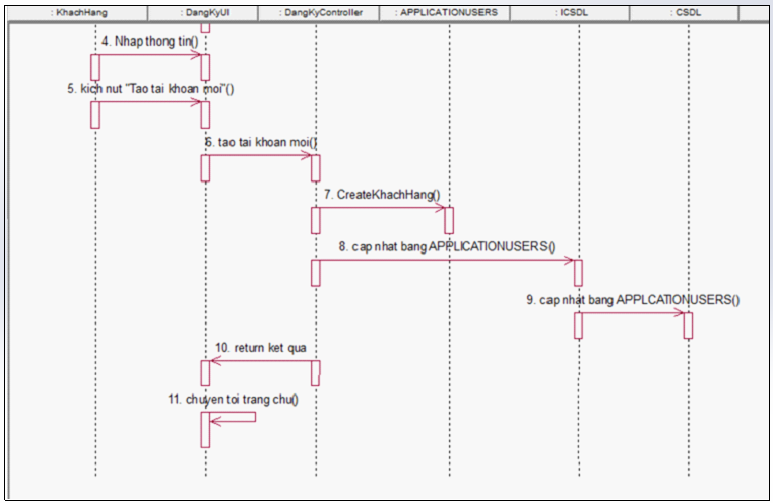 : KhachHang
: DangKyUI
: DangKyController
: APPLICATIONUSERS
: ICSDL
: CSDL
4. Nhap thong tin()
5. kich nut "Tao tai khoan moi"()
6. tao tai khoan moi()
7. CreateKhachHang()
8. cap nhat bang APPLICATIONUSERS()
9. cap nhat bang APPLCATIONUSERS()
10. return ket qua
11. chuyen toi trang chu()